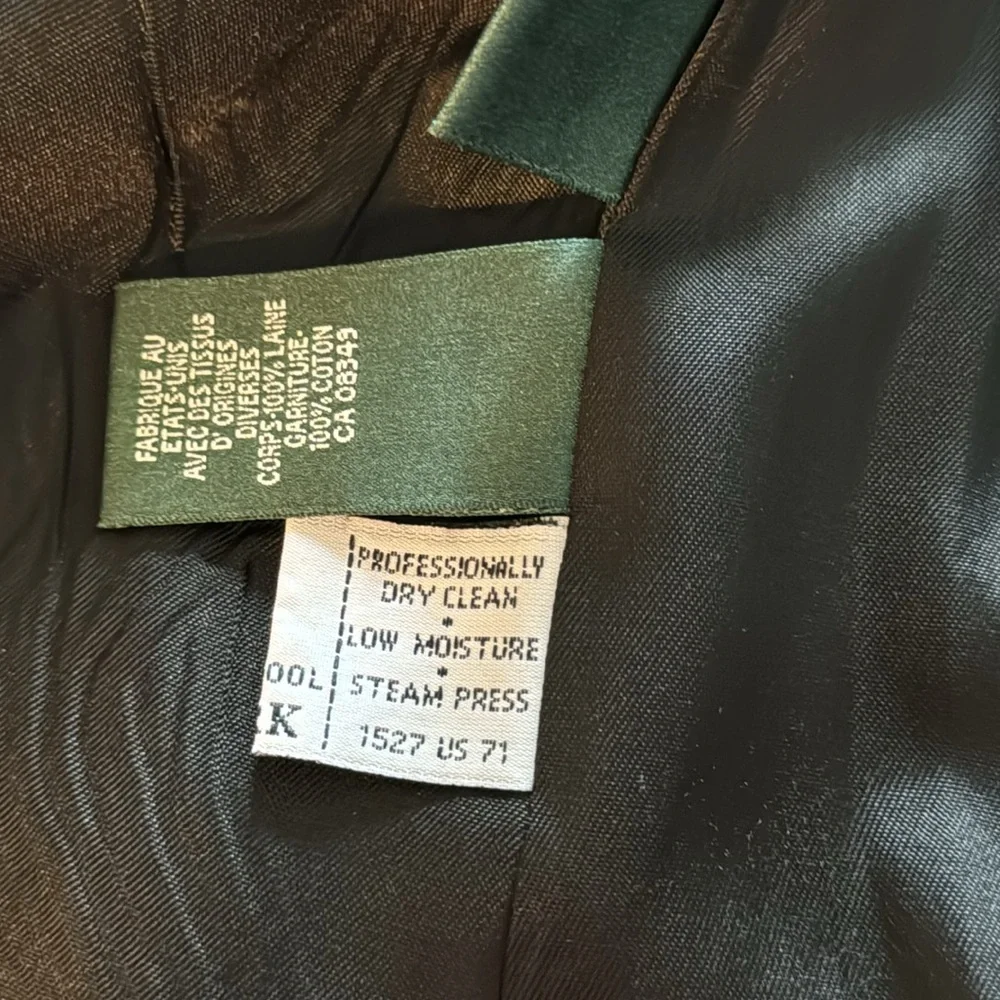 FABRIQUE AU
ETATS-UNIS
AVEC DES TISSUS
D' ORIGINES
DIVERSES
CORPS-100% LAINE
GARNITURE-
100% COTON
CA 08349
PROFESSIONALLY
DRY CLEAN
*
LOW MOISTURE
*
STEAM PRESS
1527 US 71
OOL
K